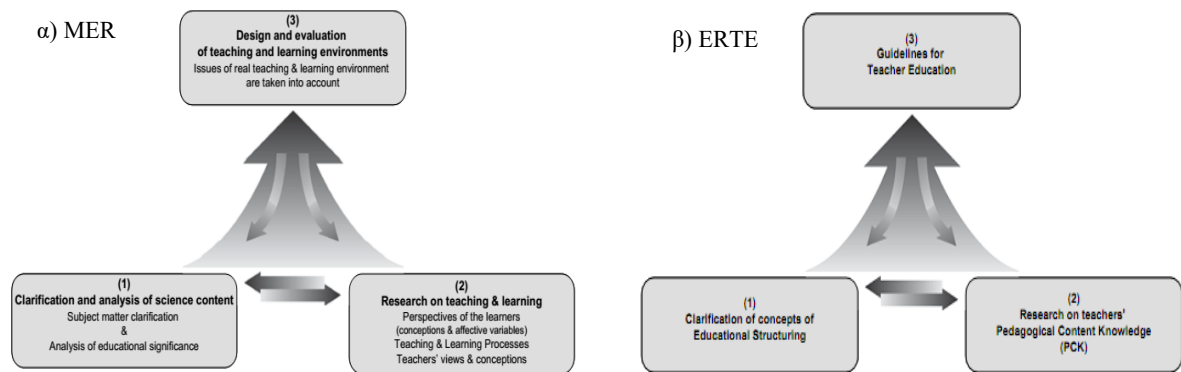 α) MER
(3)
Design and evaluation
of teaching and learning environments
Issues of real teaching & learning environment
are taken into account
(1)
Clarification and analysis of science content
Subject matter clarification
&
Analysis of educational significance
(2)
Research on teaching & learning
Perspectives of the learners
(conceptions & affective variables)
Teaching & Learning Processes
Teachers' views & conceptions
β) ERTE
(3)
Guidelines for
Teacher Education
(1)
Clarification of concepts of
Educational Structuring
(2)
Research on teachers'
Pedagogical Content Knowledge
(PCK)